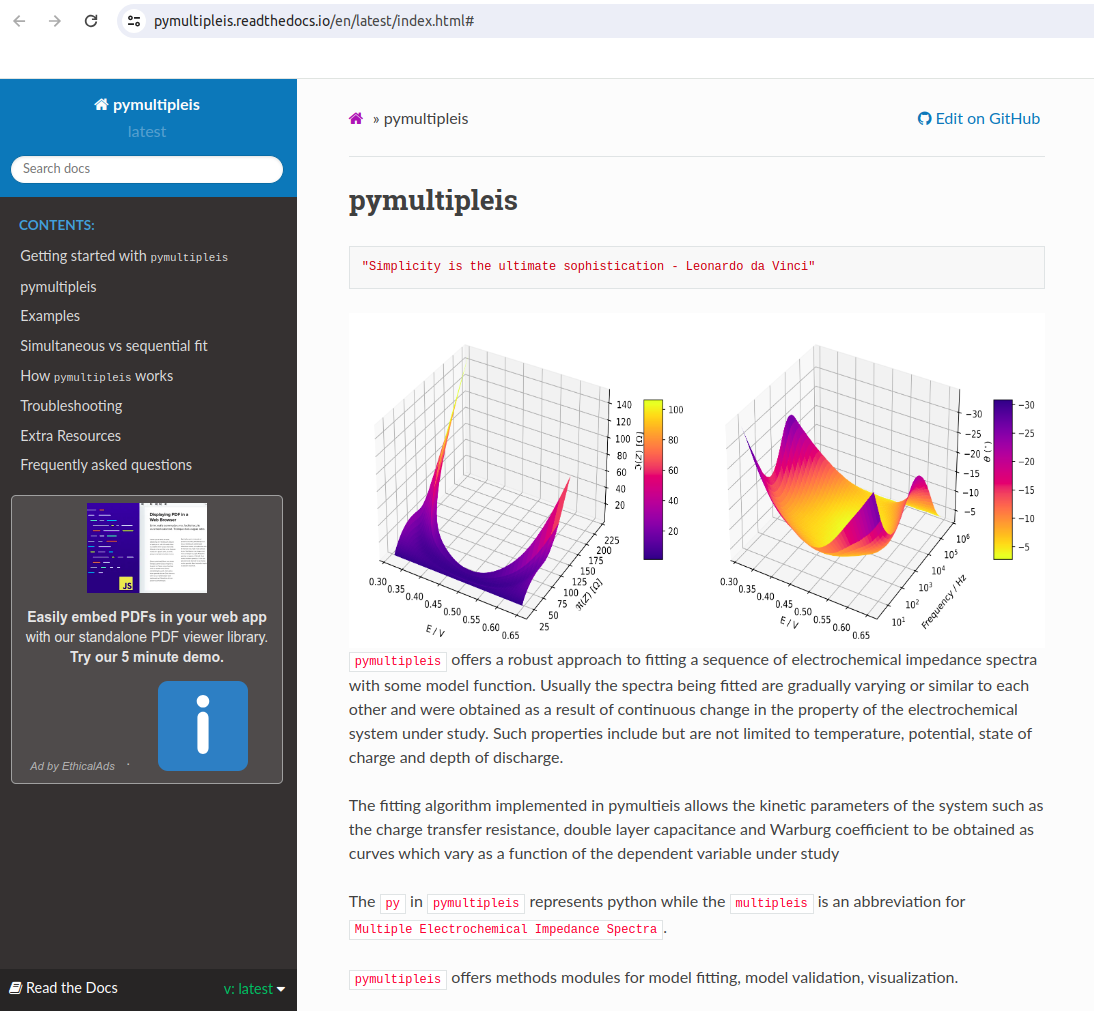 pymultipleis.readthedocs.io/en/latest/index.html#
pymultipleis
latest
Search docs
CONTENTS:
Getting started with pymultipleis
pymultipleis
Examples
Simultaneous vs sequential fit
How pymultipleis works
Troubleshooting
Extra Resources
Frequently asked questions
Displaying PDF in a
Web Browser
JS
Easily embed PDFs in your web app
with our standalone PDF viewer library.
Try our 5 minute demo.
Ad by EthicalAds ·
Read the Docs
v: latest
» pymultipleis
Edit on GitHub
pymultipleis
"Simplicity is the ultimate sophistication - Leonardo da Vinci"
140
120
100
80
60
40
20
ℑ(Z) [Ω]
225
200
175
150
125
100
75
50
25
ℜ(Z) [Ω]
0.30
0.35
0.40
0.45
0.50
0.55
0.60
0.65
E / V
100
80
60
40
20
−30
−25
−20
−15
−10
−5
θ (.)
10⁶
10⁵
10⁴
10³
10²
10¹
Frequency / Hz
0.30
0.35
0.40
0.45
0.50
0.55
0.60
0.65
E / V
−30
−25
−20
−15
−10
−5
pymultipleis offers a robust approach to fitting a sequence of electrochemical impedance spectra
with some model function. Usually the spectra being fitted are gradually varying or similar to each
other and were obtained as a result of continuous change in the property of the electrochemical
system under study. Such properties include but are not limited to temperature, potential, state of
charge and depth of discharge.
The fitting algorithm implemented in pymultieis allows the kinetic parameters of the system such as
the charge transfer resistance, double layer capacitance and Warburg coefficient to be obtained as
curves which vary as a function of the dependent variable under study
The py in pymultipleis represents python while the multipleis is an abbreviation for
Multiple Electrochemical Impedance Spectra.
pymultipleis offers methods modules for model fitting, model validation, visualization.